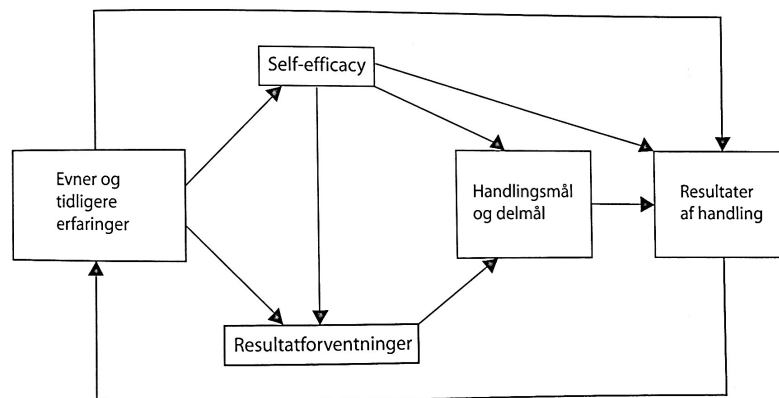 Self-efficacy
Evner og
tidligere
erfaringer
Handlingsmål
og delmål
Resultater
af handling
Resultatforventninger